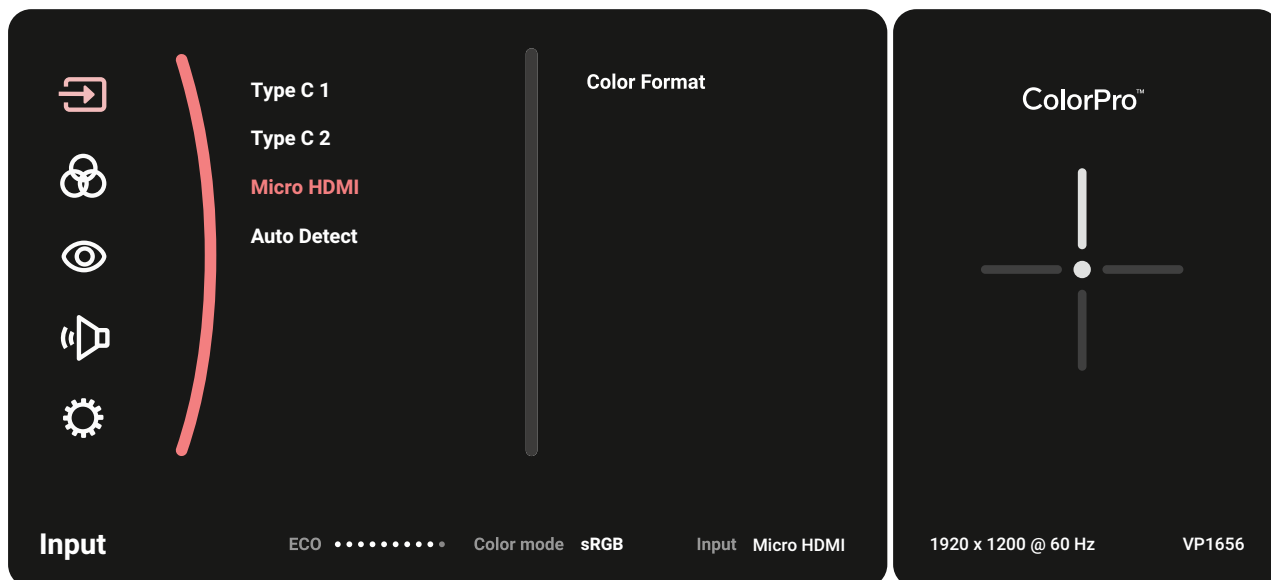 Type C 1
Type C 2
Micro HDMI
Auto Detect
Color Format
Input
ECO
Color mode sRGB
Input Micro HDMI
ColorPro™
1920 x 1200 @ 60 Hz
VP1656